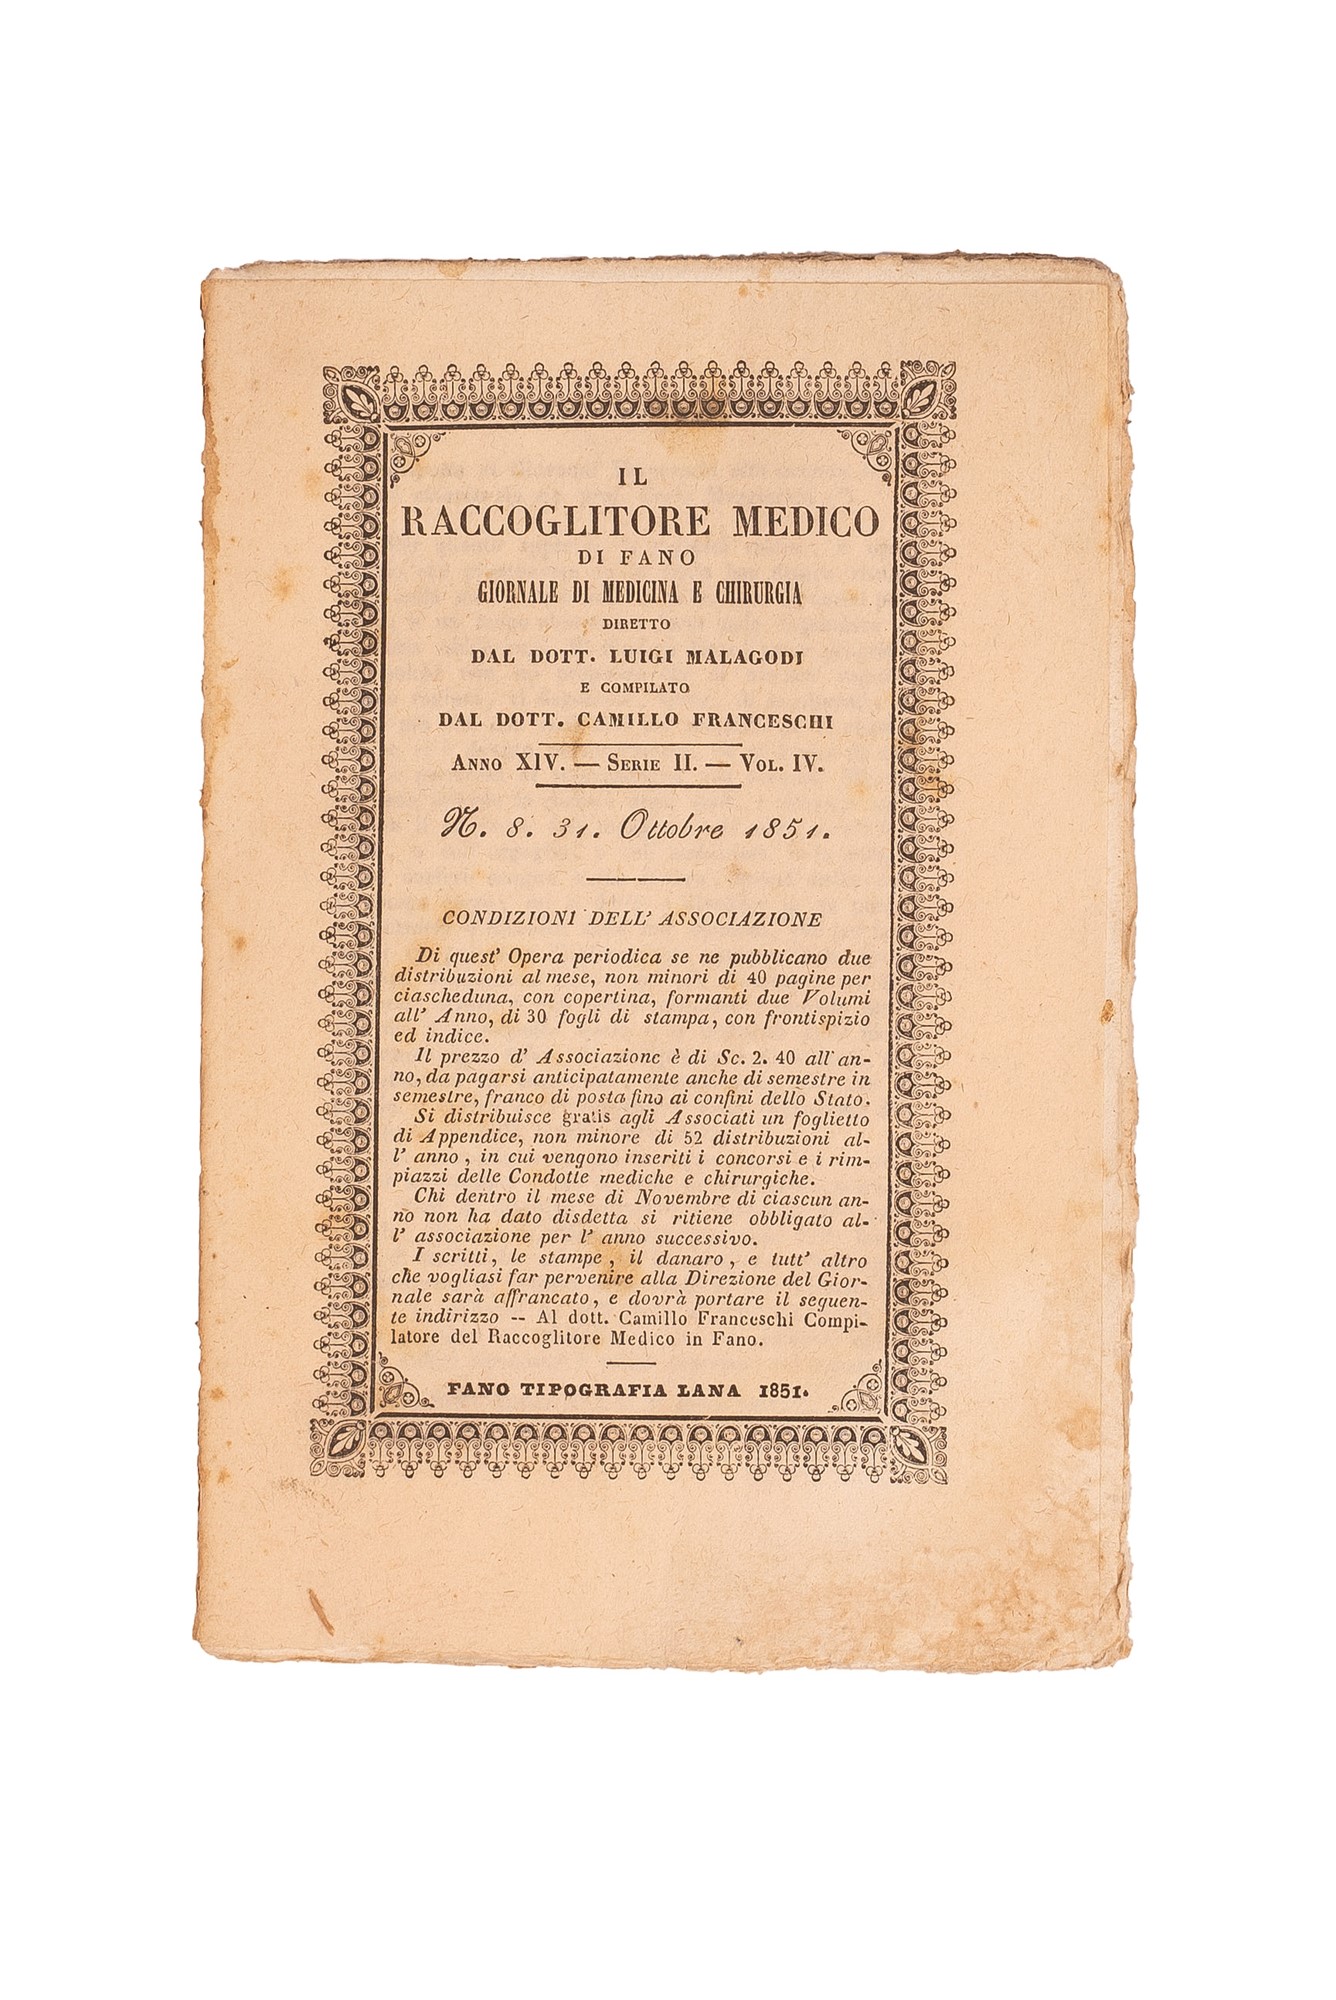 IL
RACCOGLITORE MEDICO
DI FANO
GIORNALE DI MEDICINA E CHIRURGIA
DIRETTO
DAL DOTT. LUIGI MALAGODI
E COMPILATO
DAL DOTT. CAMILLO FRANCESCHI
ANNO XIV. — SERIE II. — VOL. IV.
N. 8. 31. Ottobre 1851.
CONDIZIONI DELL' ASSOCIAZIONE
Di quest' Opera periodica se ne pubblicano due
distribuzioni al mese, non minori di 40 pagine per
ciascheduna, con copertina, formanti due Volumi
all' Anno, di 30 fogli di stampa, con frontispizio
ed indice.
Il prezzo d' Associazione è di Sc. 2. 40 all' an-
no, da pagarsi anticipatamente anche di semestre in
semestre, franco di posta fino ai confini dello Stato.
Si distribuisce gratis agli Associati un foglietto
di Appendice, non minore di 52 distribuzioni al-
l' anno, in cui vengono inseriti i concorsi e i rim-
piazzi delle Condotte mediche e chirurgiche.
Chi dentro il mese di Novembre di ciascun an-
no non ha dato disdetta si ritiene obbligato al-
l' associazione per l' anno successivo.
I scritti, le stampe, il danaro, e tutt' altro
che vogliasi far pervenire alla Direzione del Gior-
nale sarà affrancato, e dovrà portare il seguen-
te indirizzo -- Al dott. Camillo Franceschi Compi-
latore del Raccoglitore Medico in Fano.
FANO TIPOGRAFIA LANA 1851.